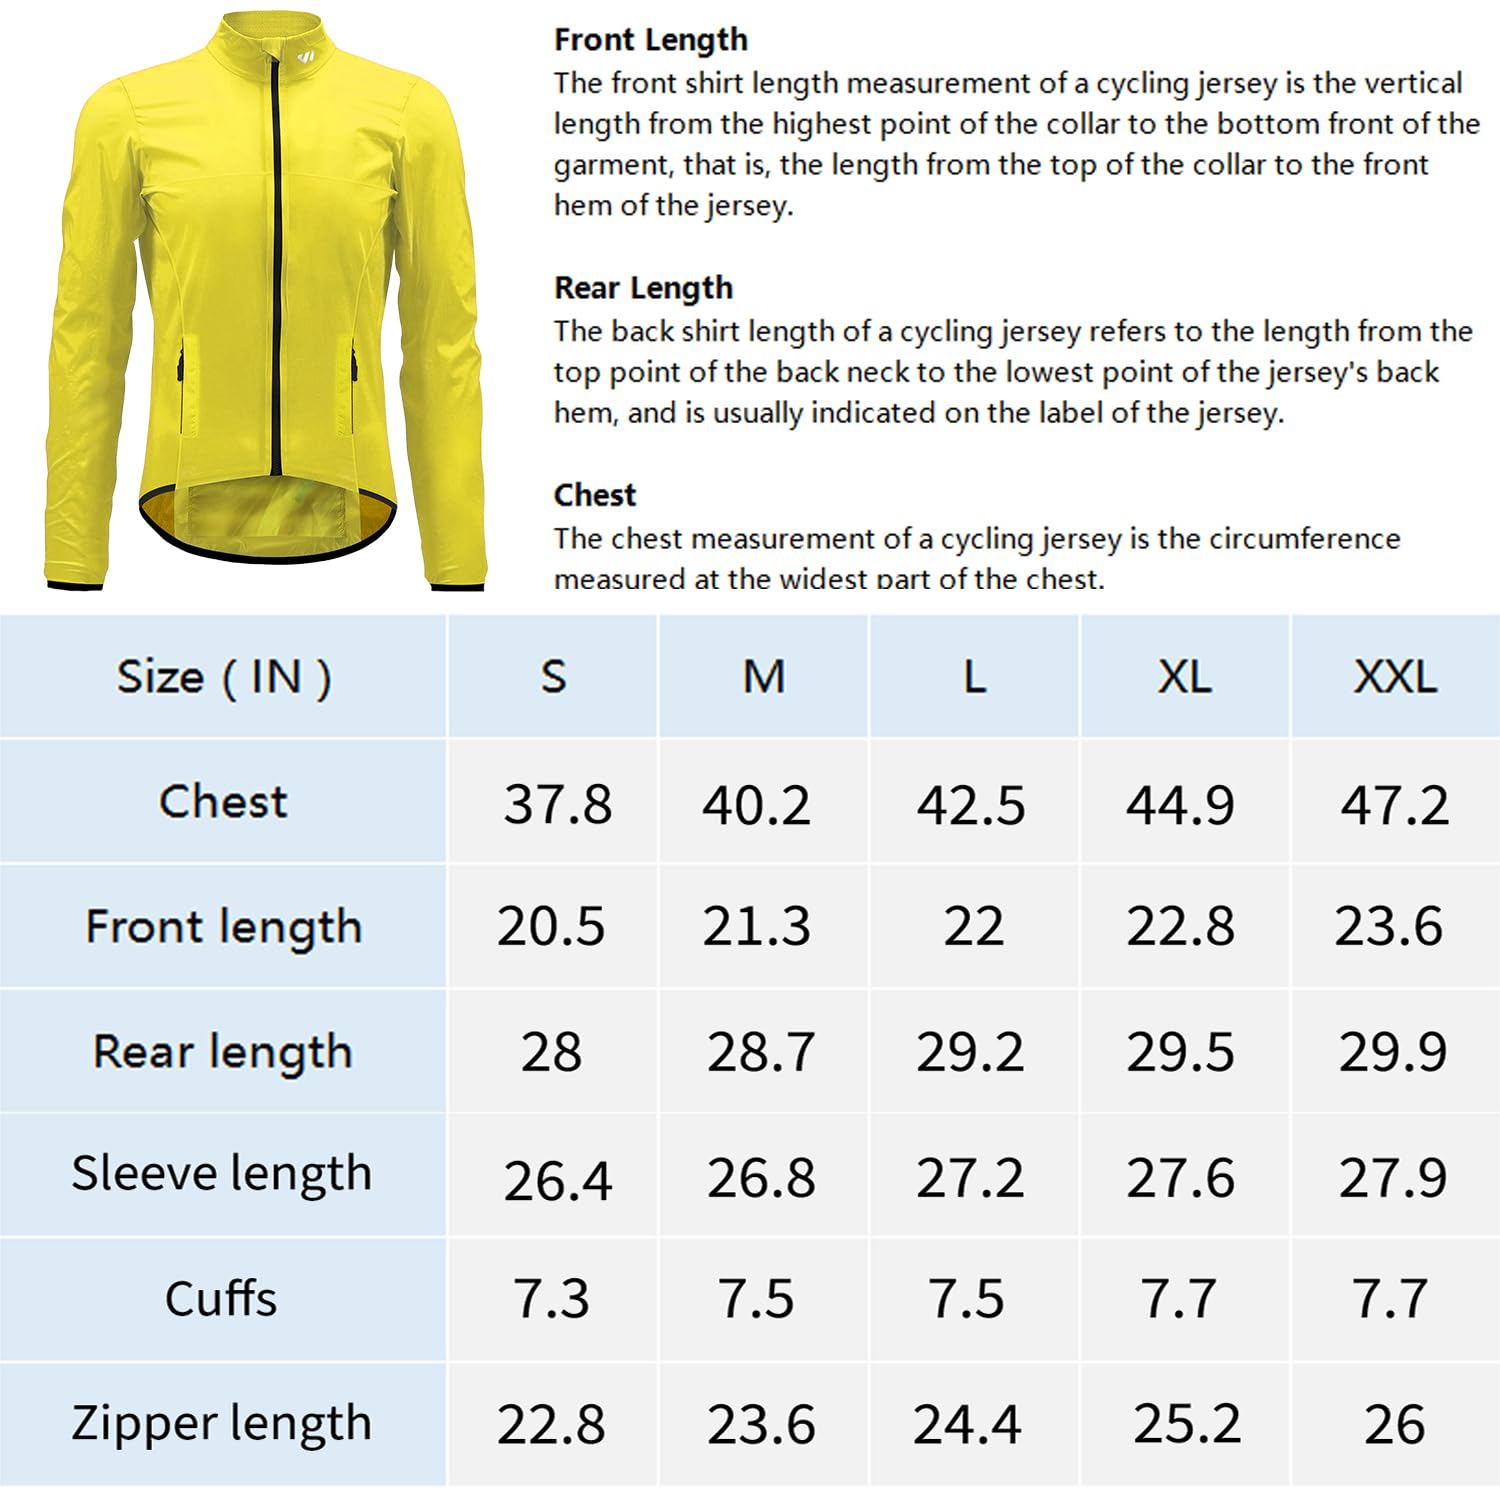 Front Length
The front shirt length measurement of a cycling jersey is the vertical
length from the highest point of the collar to the bottom front of the
garment, that is, the length from the top of the collar to the front
hem of the jersey.
Rear Length
The back shirt length of a cycling jersey refers to the length from the
top point of the back neck to the lowest point of the jersey's back
hem, and is usually indicated on the label of the jersey.
Chest
The chest measurement of a cycling jersey is the circumference
measured at the widest part of the chest.
Size ( IN ) S M L XL XXL
Chest 37.8 40.2 42.5 44.9 47.2
Front length 20.5 21.3 22 22.8 23.6
Rear length 28 28.7 29.2 29.5 29.9
Sleeve length 26.4 26.8 27.2 27.6 27.9
Cuffs 7.3 7.5 7.5 7.7 7.7
Zipper length 22.8 23.6 24.4 25.2 26